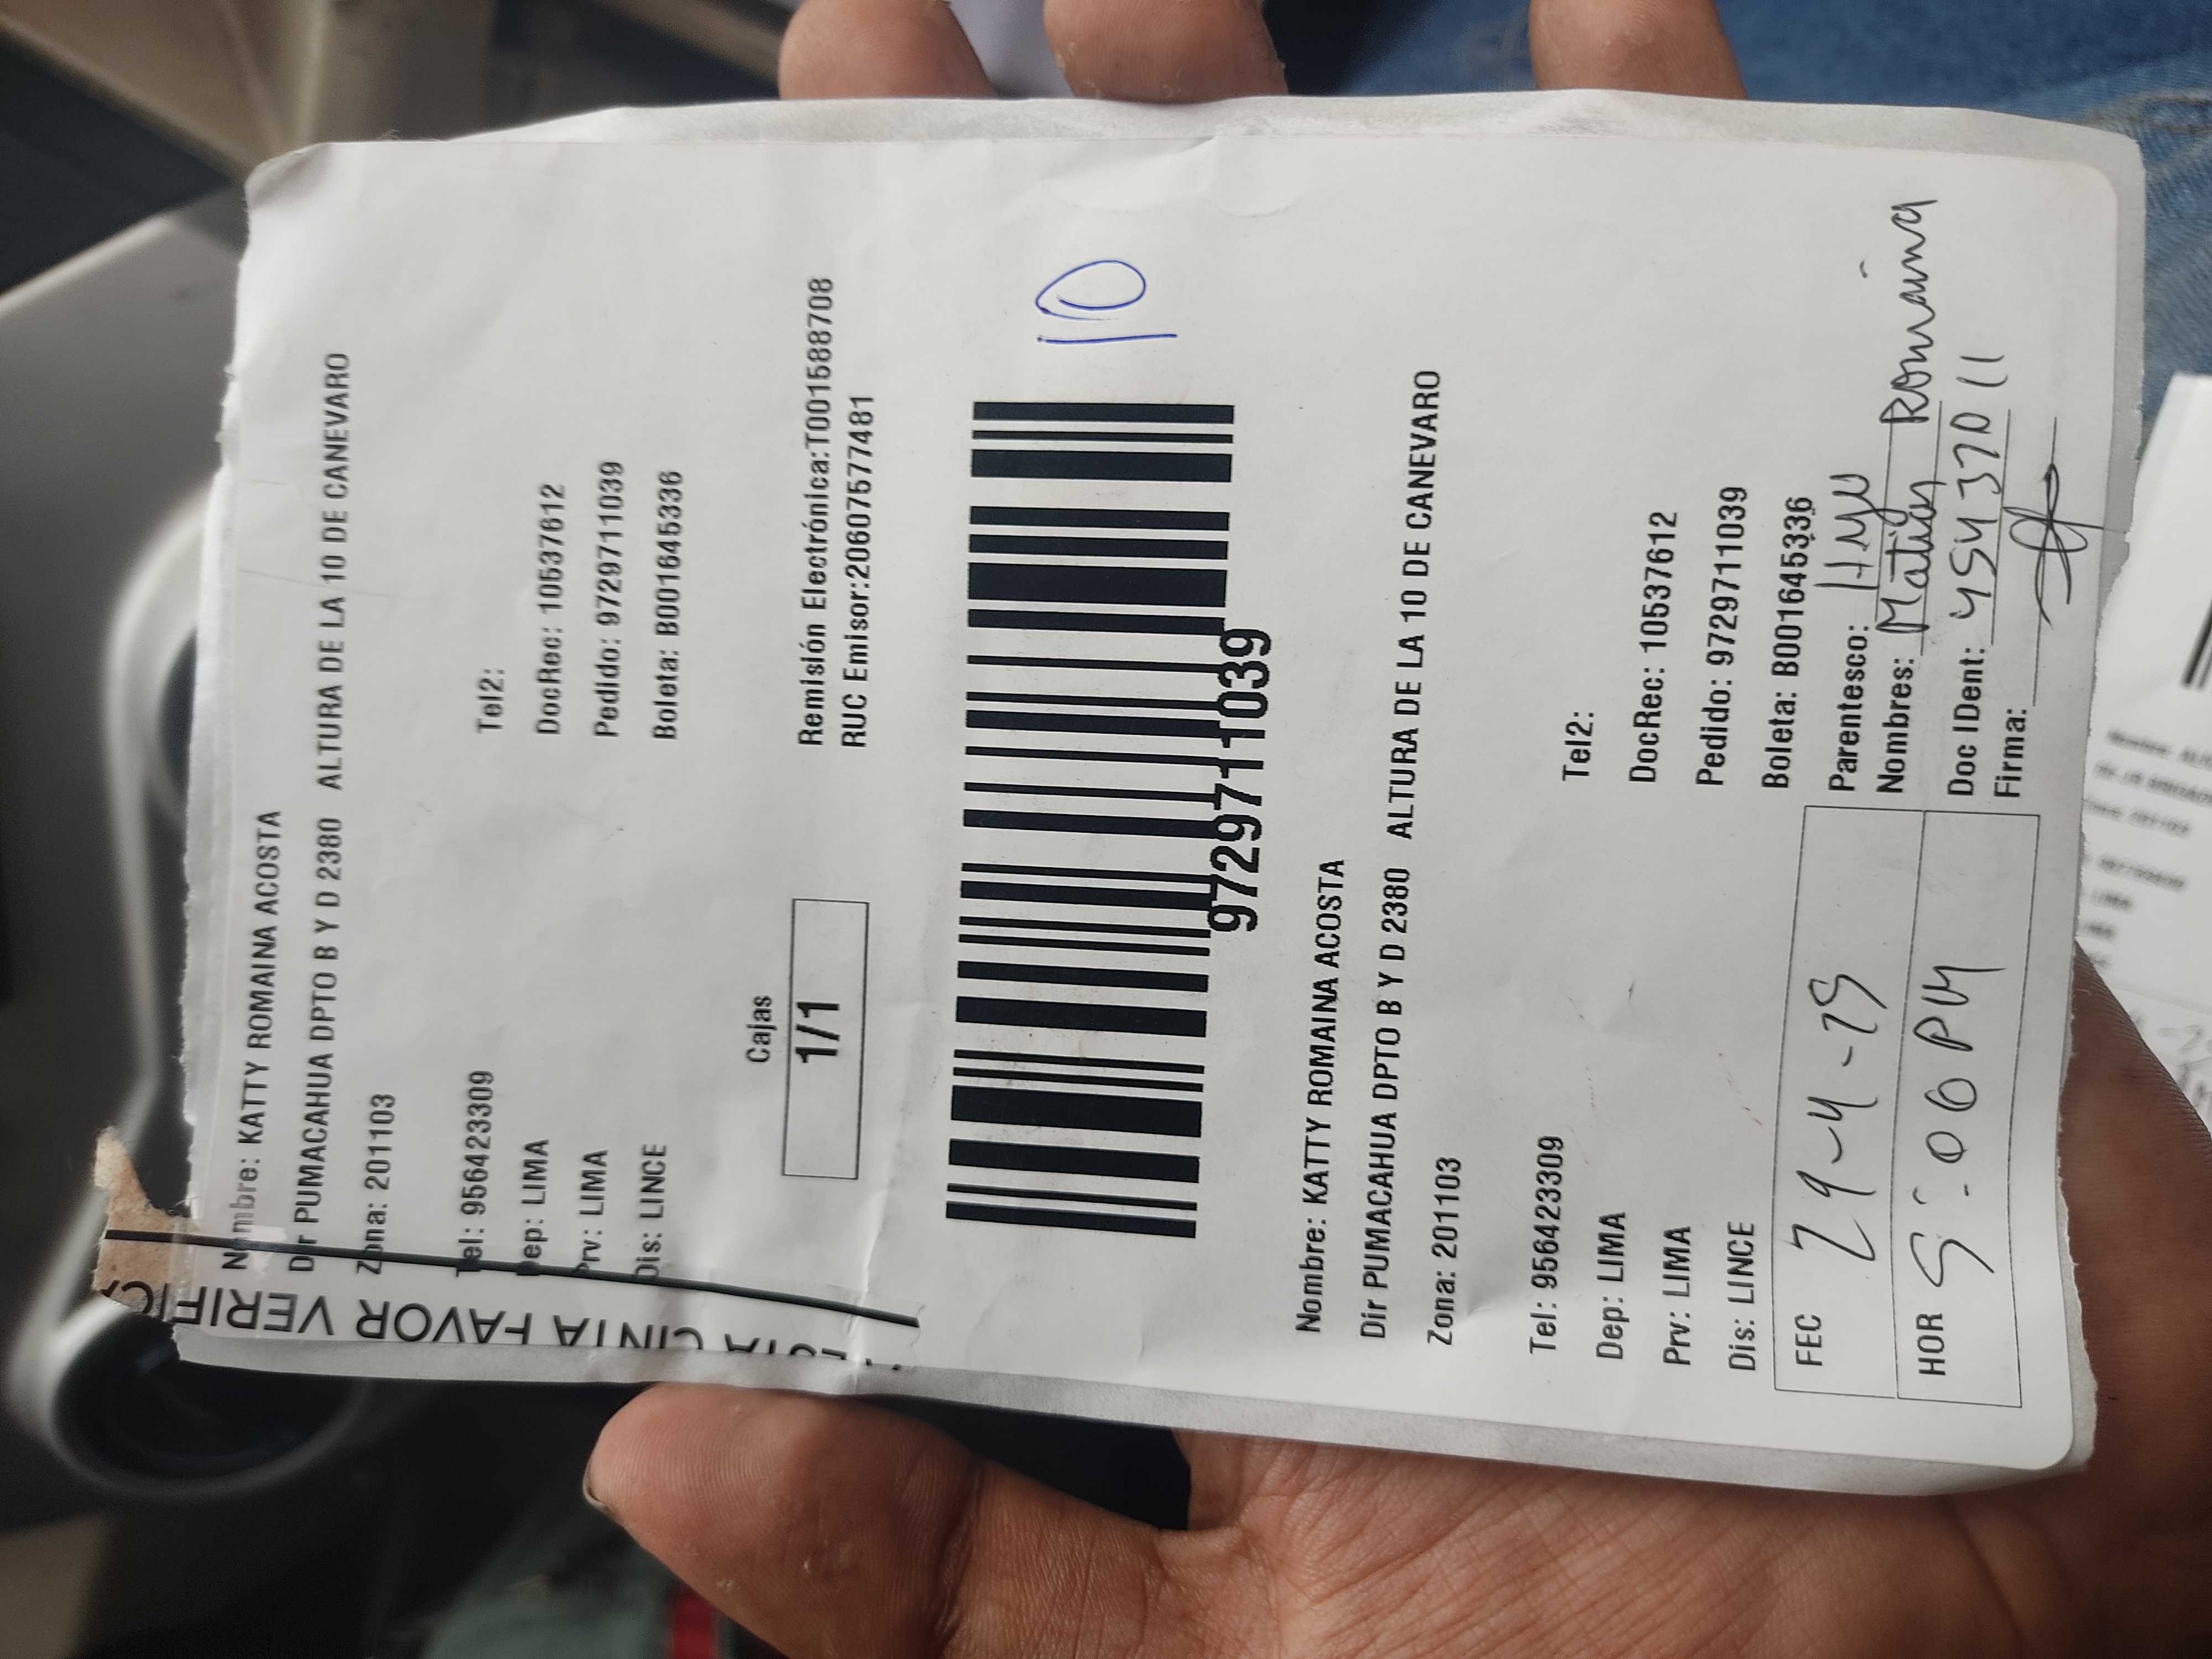 Nombre: KATTY ROMAINA ACOSTA
Dir PUMACAHUA DPTO B Y D 2380 ALTURA DE LA 10 DE CANEVARO
Zona: 201103
Tel: 956423309 Tel2:
Dep: LIMA DocRec: 10537612
Prv: LIMA Pedido: 9729711039
Dis: LINCE Boleta: B001645336
Cajas
1/1
Remisión Electrónica:T001588708
RUC Emisor:20607577481
CINTA FAVOR
10
9729711039
Nombre: KATTY ROMAINA ACOSTA
Dir PUMACAHUA DPTO B Y D 2380 ALTURA DE LA 10 DE CANEVARO
Zona: 201103
Tel: 956423309 Tel2:
Dep: LIMA DocRec: 10537612
Prv: LIMA Pedido: 9729711039
Dis: LINCE Boleta: B001645336
FEC 29-4-25
HOR 5:00 PM
Parentesco: Hijo
Nombres: Matias Romaina
Doc IDent: 45437011
Firma: